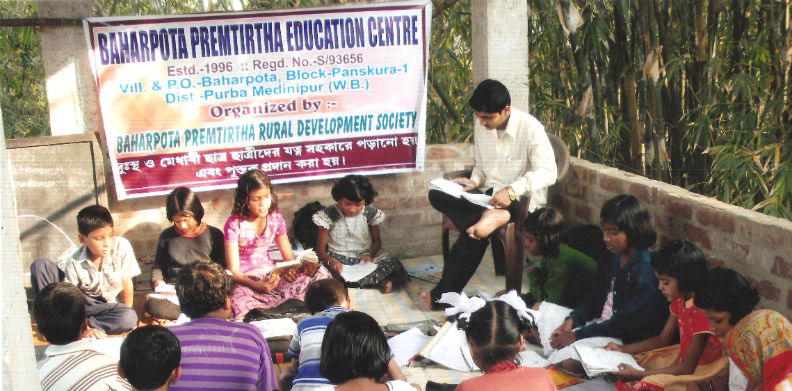 BAHARPOTA PREMTIRTHA EDUCATION CENTRE
Estd.-1996 :: Regd. No.-S/93656
Vill. & P.O.-Baharpota, Block-Panskura-1
Dist -Purba Medinipur (W.B.)
Organized by :-
BAHARPOTA PREMTIRTHA RURAL DEVELOPMENT SOCIETY
দুঃস্থ ও মেধাবী ছাত্র ছাত্রীদের যত্ন সহকারে পড়ানো হয়
এবং পুস্তক প্রদান করা হয়।